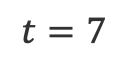 t = 7